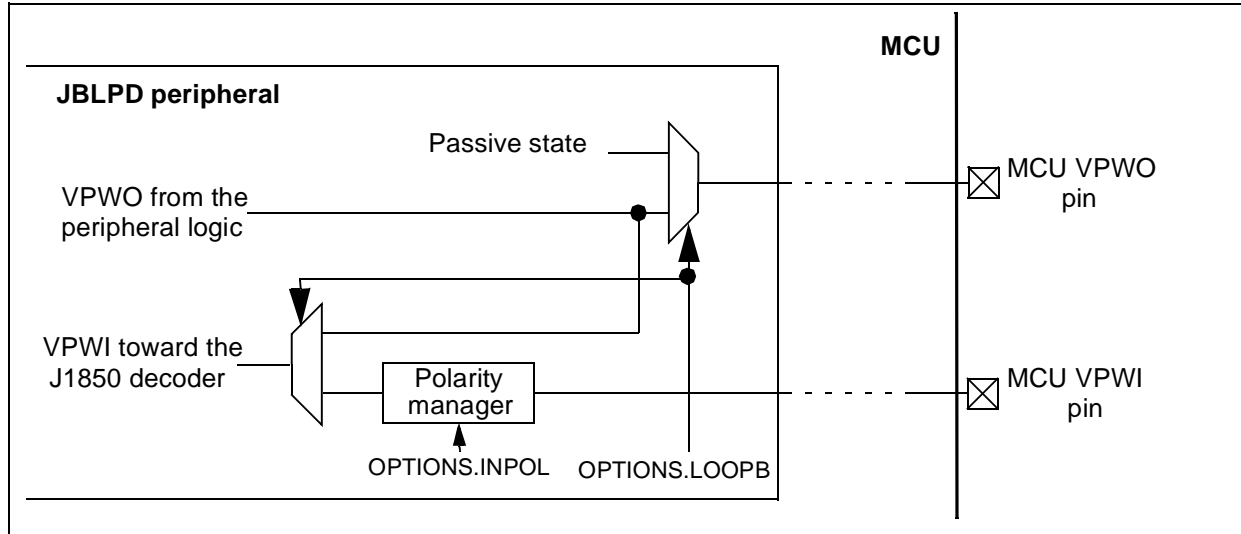 MCU
JBLPD peripheral
Passive state
VPWO from the
peripheral logic
MCU VPWO
pin
VPWI toward the
J1850 decoder
Polarity
manager
MCU VPWI
pin
OPTIONS.INPOL
OPTIONS.LOOPB